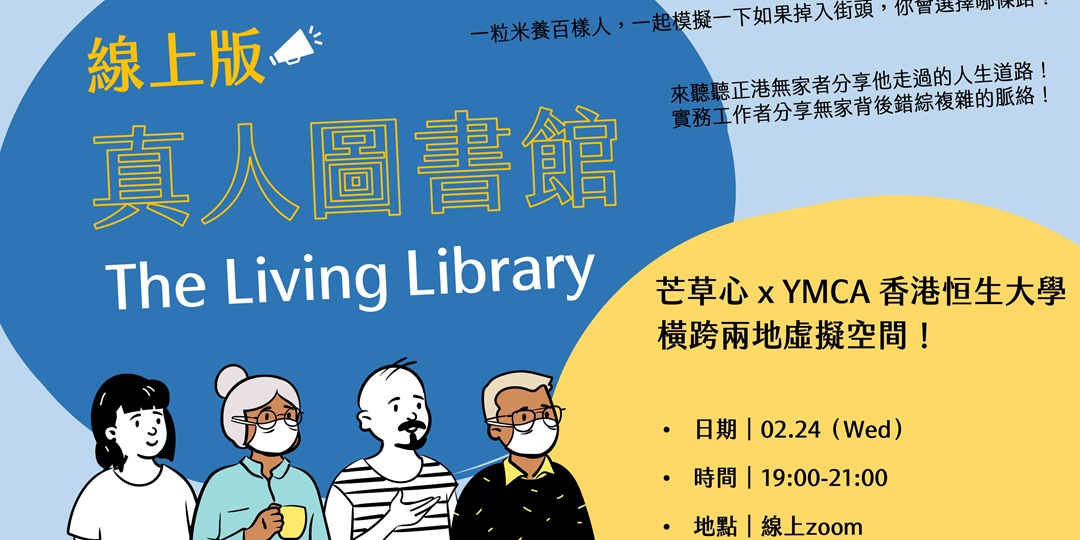 線上版
真人圖書館
The Living Library
一粒米養百樣人，一起模擬一下如果掉入街頭，你會選擇哪條路！
來聽聽正港無家者分享他走過的人生道路！
實務工作者分享無家背後錯綜複雜的脈絡！
芒草心 x YMCA 香港恒生大學
橫跨兩地虛擬空間！
• 日期｜02.24（Wed）
• 時間｜19:00-21:00
• 地點｜線上zoom